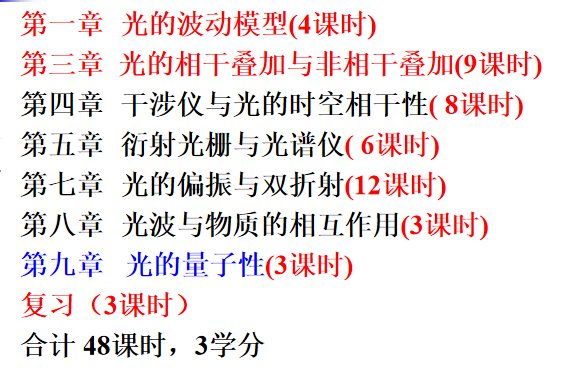 第一章 光的波动模型(4课时)
第三章 光的相干叠加与非相干叠加(9课时)
第四章 干涉仪与光的时空相干性( 8课时)
第五章 衍射光栅与光谱仪( 6课时)
第七章 光的偏振与双折射(12课时)
第八章 光波与物质的相互作用(3课时)
第九章 光的量子性(3课时)
复习（3课时）
合计 48课时，3学分